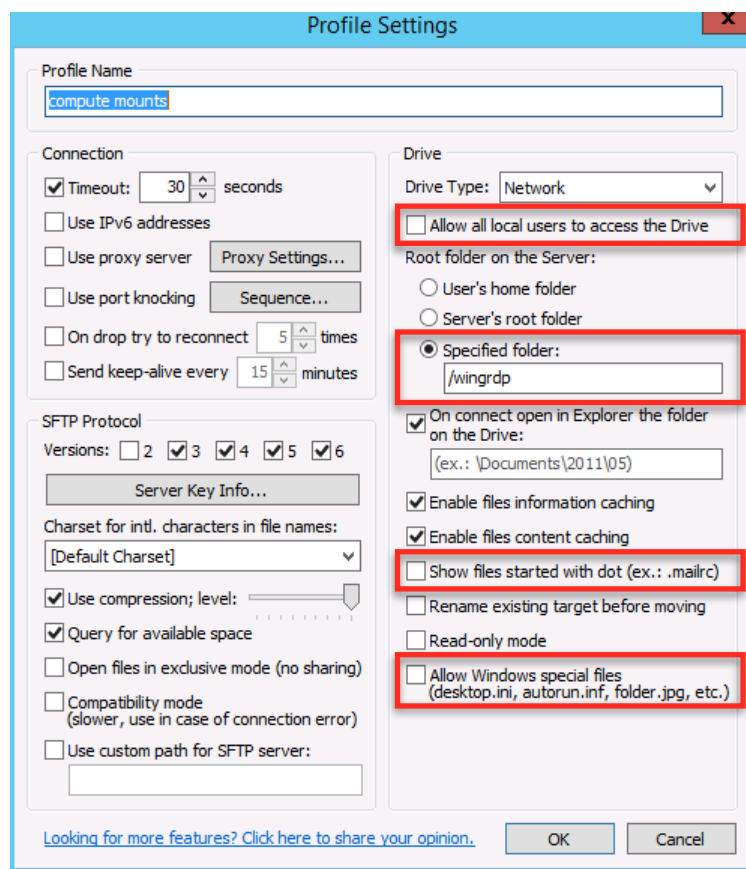 Profile Settings
x
Profile Name
compute mounts
Connection
Timeout: 30 seconds
Use IPv6 addresses
Use proxy server Proxy Settings...
Use port knocking Sequence...
On drop try to reconnect 5 times
Send keep-alive every 15 minutes
SFTP Protocol
Versions: 2 3 4 5 6
Server Key Info...
Charset for intl. characters in file names:
[Default Charset]
Use compression; level:
Query for available space
Open files in exclusive mode (no sharing)
Compatibility mode
(slower, use in case of connection error)
Use custom path for SFTP server:
Drive
Drive Type: Network
Allow all local users to access the Drive
Root folder on the Server:
User's home folder
Server's root folder
Specified folder:
/wingrdp
On connect open in Explorer the folder
on the Drive:
(ex.: \Documents\2011\05)
Enable files information caching
Enable files content caching
Show files started with dot (ex.: .mailrc)
Rename existing target before moving
Read-only mode
Allow Windows special files
(desktop.ini, autorun.inf, folder.jpg, etc.)
Looking for more features? Click here to share your opinion.
OK
Cancel